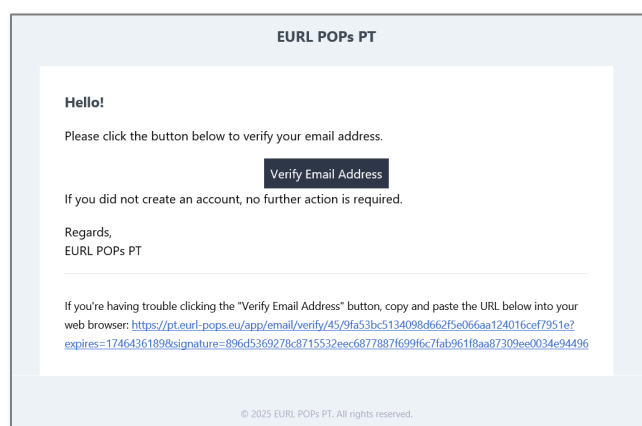 EURL POPs PT
Hello!
Please click the button below to verify your email address.
Verify Email Address
If you did not create an account, no further action is required.
Regards,
EURL POPs PT
If you're having trouble clicking the "Verify Email Address" button, copy and paste the URL below into your
web browser: https://pt.eurl-pops.eu/app/email/verify/45/9fa53bc5134098d662f5e066aa124016cef7951e?
expires=1746436189&signature=896d5369278c8715532eec6877887f699f6c7fab961f8aa87309ee0034e94496
© 2025 EURL POPs PT. All rights reserved.